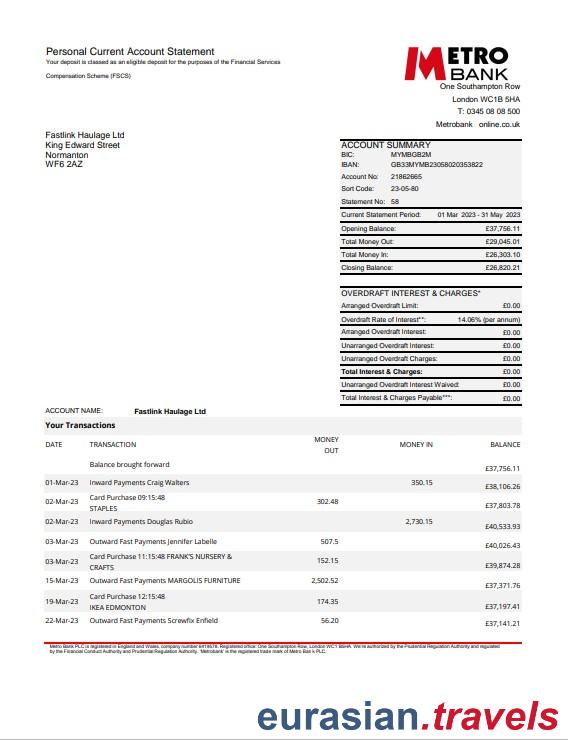 Personal Current Account Statement
Your deposit is classed as an eligible deposit for the purposes of the Financial Services
Compensation Scheme (FSCS)
METRO
BANK
One Southampton Row
London WC1B 5HA
T: 0345 08 08 500
Metrobank online.co.uk
Fastlink Haulage Ltd
King Edward Street
Normanton
WF6 2AZ
ACCOUNT SUMMARY
BIC: MYMBGB2M
IBAN: GB33MYMB23058020353822
Account No: 21862665
Sort Code: 23-05-80
Statement No: 58
Current Statement Period: 01 Mar 2023 - 31 May 2023
Opening Balance: £37,756.11
Total Money Out: £29,045.01
Total Money In: £26,303.10
Closing Balance: £26,820.21
OVERDRAFT INTEREST & CHARGES*
Arranged Overdraft Limit: £0.00
Overdraft Rate of Interest**: 14.06% (per annum)
Arranged Overdraft Interest: £0.00
Unarranged Overdraft Interest: £0.00
Unarranged Overdraft Charges: £0.00
Total Interest & Charges: £0.00
Unarranged Overdraft Interest Waived: £0.00
Total Interest & Charges Payable***: £0.00
ACCOUNT NAME: Fastlink Haulage Ltd
Your Transactions
DATE TRANSACTION MONEY OUT MONEY IN BALANCE
Balance brought forward £37,756.11
01-Mar-23 Inward Payments Craig Walters 350.15 £38,106.26
02-Mar-23 Card Purchase 09:15:48 302.48 £37,803.78
STAPLES
02-Mar-23 Inward Payments Douglas Rubio 2,730.15 £40,533.93
03-Mar-23 Outward Fast Payments Jennifer Labelle 507.5 £40,026.43
03-Mar-23 Card Purchase 11:15:48 FRANK'S NURSERY & 152.15 £39,874.28
CRAFTS
15-Mar-23 Outward Fast Payments MARGOLIS FURNITURE 2,502.52 £37,371.76
19-Mar-23 Card Purchase 12:15:48 174.35 £37,197.41
IKEA EDMONTON
22-Mar-23 Outward Fast Payments Screwfix Enfield 56.20 £37,141.21
Metro Bank PLC is registered in England and Wales, company number 6419578. Registered office: One Southampton Row, London WC1 B5HA. We're authorized by the Prudential Regulation Authority and regulated
by the Financial Conduct Authority and Prudential Regulation Authority. 'Metrobank' is the registered trade mark of Metro Ban k PLC.
eurasian.travels